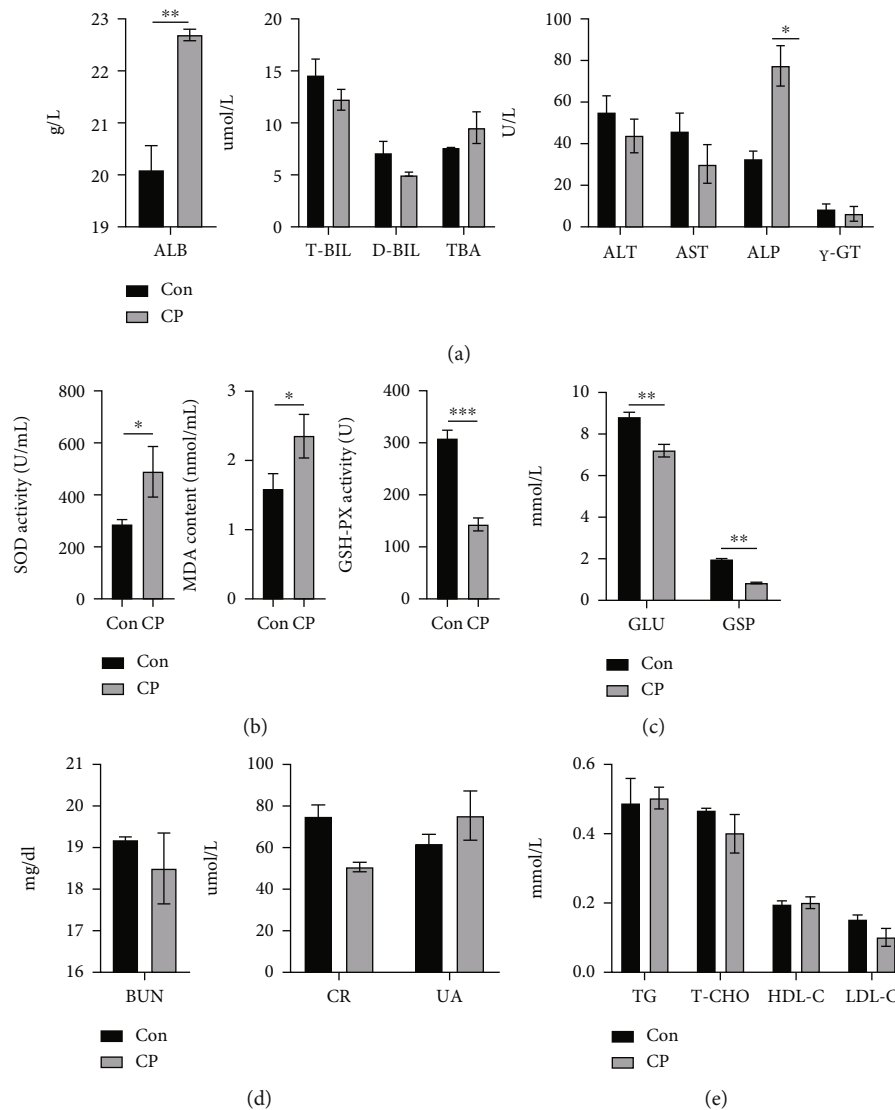 **
23
22
21
20
19
g/L
ALB
20
15
10
5
0
umol/L
T-BIL D-BIL TBA
*
100
80
60
40
20
0
U/L
ALT AST ALP γ-GT
Con
CP
(a)
*
800
600
400
200
0
SOD activity (U/mL)
Con CP
*
3
2
1
0
MDA content (nmol/mL)
Con CP
***
400
300
200
100
0
GSH-PX activity (U)
Con CP
Con
CP
(b)
**
**
10
8
6
4
2
0
mmol/L
GLU GSP
Con
CP
(c)
21
20
19
18
17
16
mg/dl
BUN
100
80
60
40
20
0
umol/L
CR UA
Con
CP
(d)
0.6
0.4
0.2
0.0
mmol/L
TG T-CHO HDL-C LDL-C
Con
CP
(e)